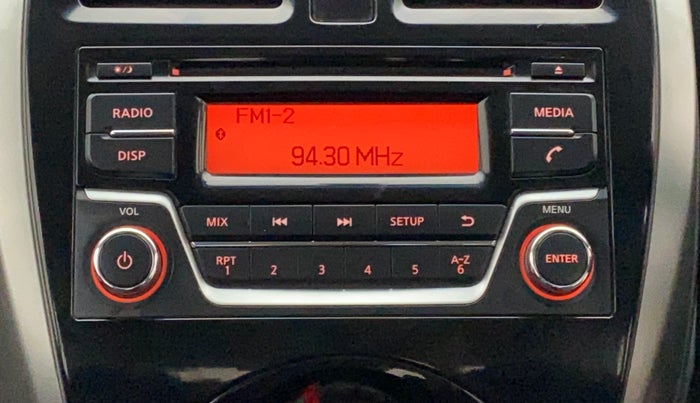 RADIO
DISP
FM1-2
94.30 MHz
MEDIA
VOL
MENU
MIX
SETUP
RPT
1
2
3
4
5
A-Z
6
ENTER